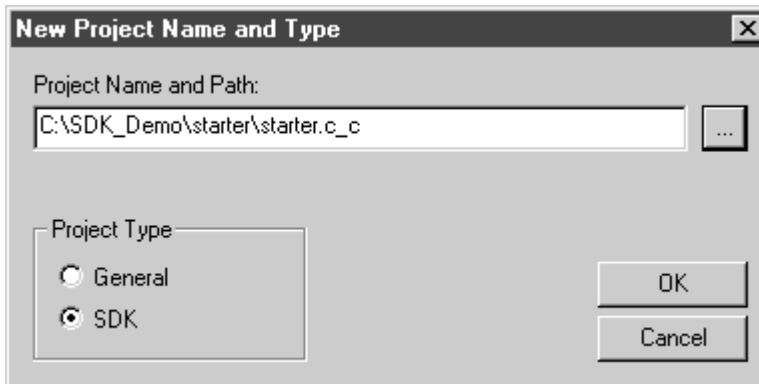 New Project Name and Type
Project Name and Path:
C:\SDK_Demo\starter\starter.c_c
...
Project Type
General
SDK
OK
Cancel